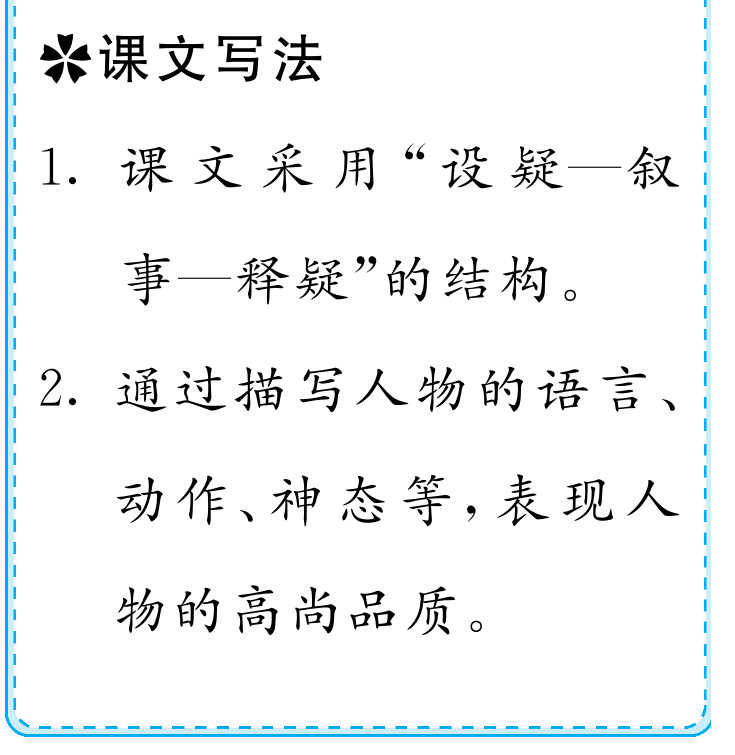 ✽课文写法
1. 课文采用“设疑—叙
事—释疑”的结构。
2. 通过描写人物的语言、
动作、神态等,表现人
物的高尚品质。